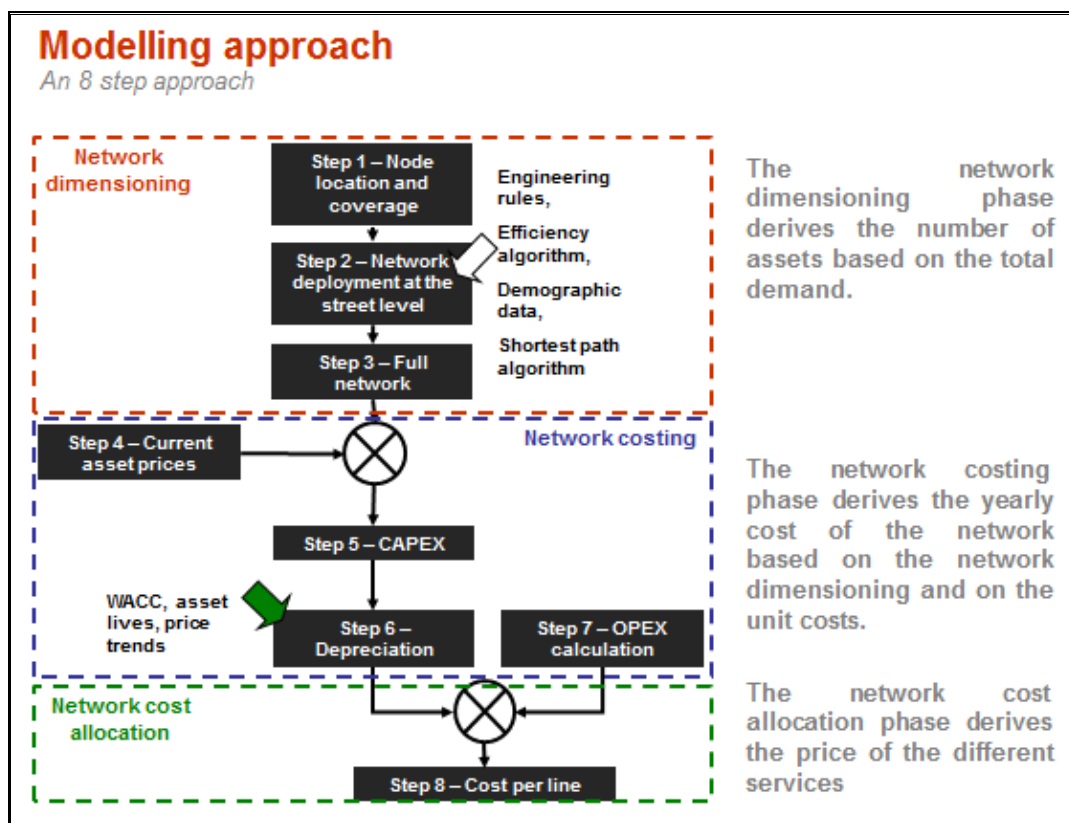 Modelling approach
An 8 step approach
Network
dimensioning
Step 1 – Node
location and
coverage
Engineering
rules,
Efficiency
algorithm,
Demographic
data,
Shortest path
algorithm
Step 2 – Network
deployment at the
street level
Step 3 – Full
network
The network
dimensioning phase
derives the number of
assets based on the total
demand.
Network costing
Step 4 – Current
asset prices
Step 5 – CAPEX
WACC, asset
lives, price
trends
Step 6 –
Depreciation
Step 7 – OPEX
calculation
The network costing
phase derives the yearly
cost of the network
based on the network
dimensioning and on the
unit costs.
Network cost
allocation
Step 8 – Cost per line
The network cost
allocation phase derives
the price of the different
services